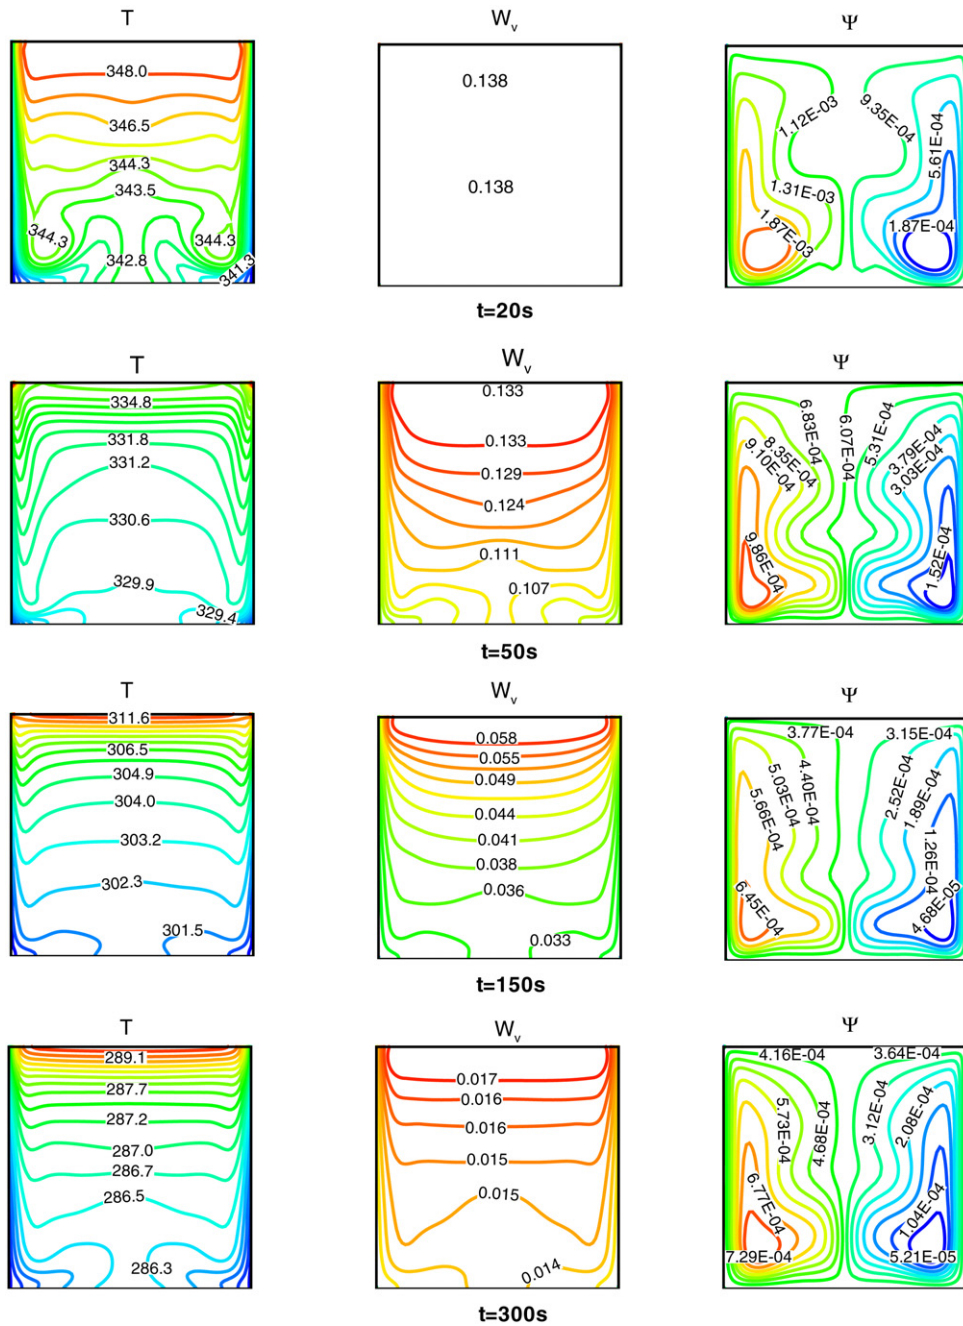 T
W_v
Ψ
348.0
346.5
344.3
343.5
344.3
344.3
342.8
341.3
0.138
0.138
1.12E-03
9.35E-04
5.61E-04
1.31E-03
1.87E-03
1.87E-04
t=20s
T
W_v
Ψ
334.8
331.8
331.2
330.6
329.9
329.4
0.133
0.133
0.129
0.124
0.111
0.107
6.83E-04
6.07E-04
5.31E-04
8.35E-04
9.10E-04
3.79E-04
3.03E-04
9.86E-04
1.52E-04
t=50s
T
W_v
Ψ
311.6
306.5
304.9
304.0
303.2
302.3
301.5
0.058
0.055
0.049
0.044
0.041
0.038
0.036
0.033
3.77E-04
3.15E-04
4.40E-04
5.03E-04
5.66E-04
2.52E-04
1.89E-04
1.26E-04
6.45E-04
4.68E-05
t=150s
T
W_v
Ψ
289.1
287.7
287.2
287.0
286.7
286.5
286.3
0.017
0.016
0.016
0.015
0.015
0.014
4.16E-04
3.64E-04
5.73E-04
4.68E-04
3.12E-04
2.08E-04
6.77E-04
1.04E-04
7.29E-04
5.21E-05
t=300s